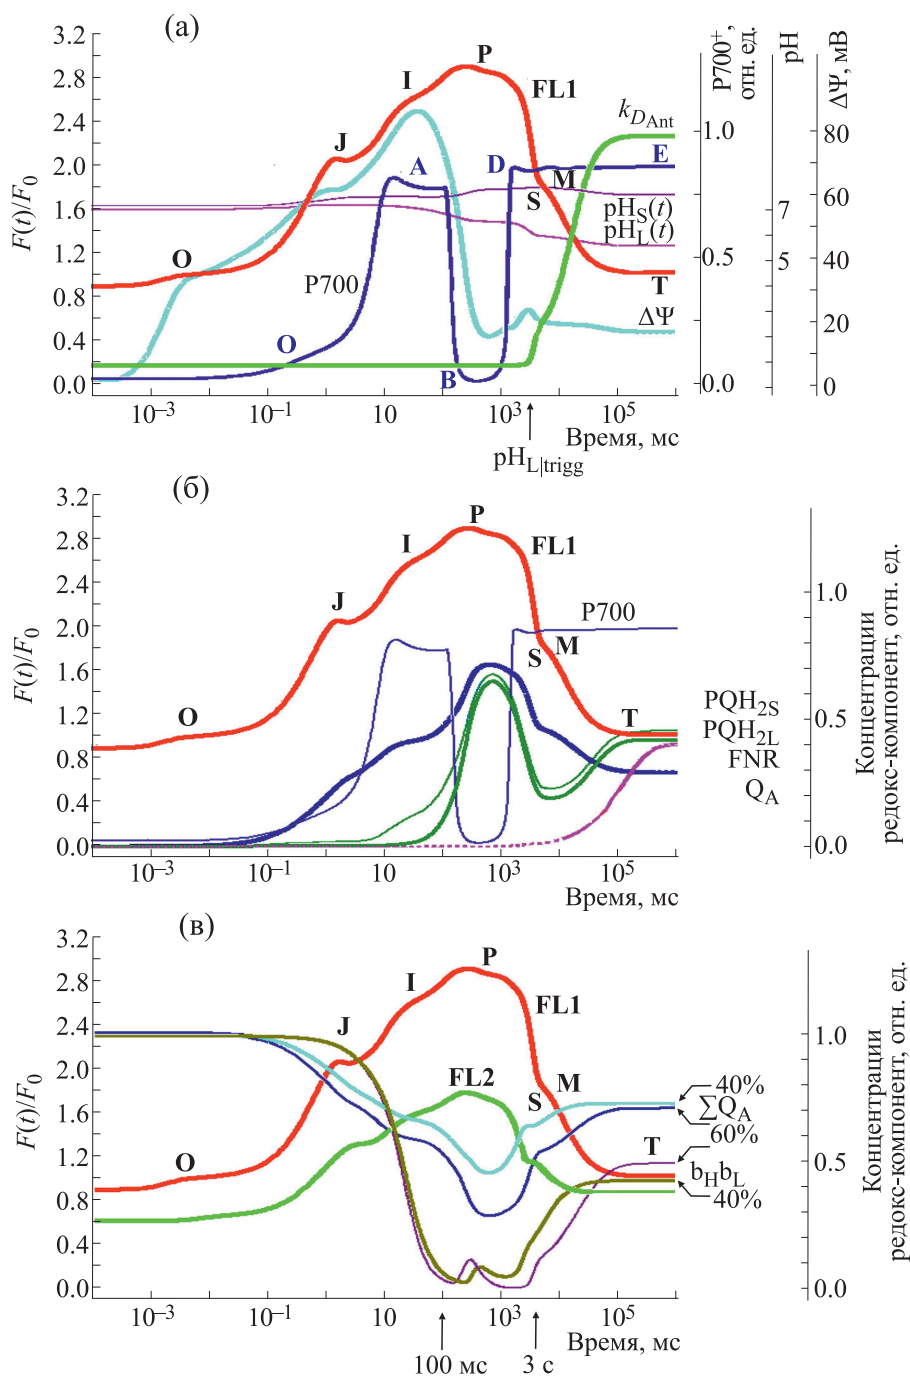 (а)
3.2
2.8
2.4
2.0
1.6
1.2
0.8
0.4
0.0
F(t)/F0
O
J
I
P
FL1
A
D
E
S
M
T
O
B
P700
kDAnt
pHS(t)
pHL(t)
ΔΨ
P700+, отн. ед.
1.0
0.5
0.0
pH
7
5
ΔΨ, мВ
80
60
40
20
0
10–3
10–1
10
103
105
Время, мс
pHL|trigg
(б)
3.2
2.8
2.4
2.0
1.6
1.2
0.8
0.4
0.0
F(t)/F0
O
J
I
P
FL1
P700
S
M
T
PQH2S
PQH2L
FNR
QA
1.0
0.5
0.0
Концентрации
редокс-компонент, отн. ед.
10–3
10–1
10
103
105
Время, мс
(в)
3.2
2.8
2.4
2.0
1.6
1.2
0.8
0.4
0.0
F(t)/F0
O
J
I
P
FL1
FL2
S
M
T
40%
∑QA
60%
bHbL
40%
1.0
0.5
0.0
Концентрации
редокс-компонент, отн. ед.
10–3
10–1
10
103
105
Время, мс
100 мс
3 с